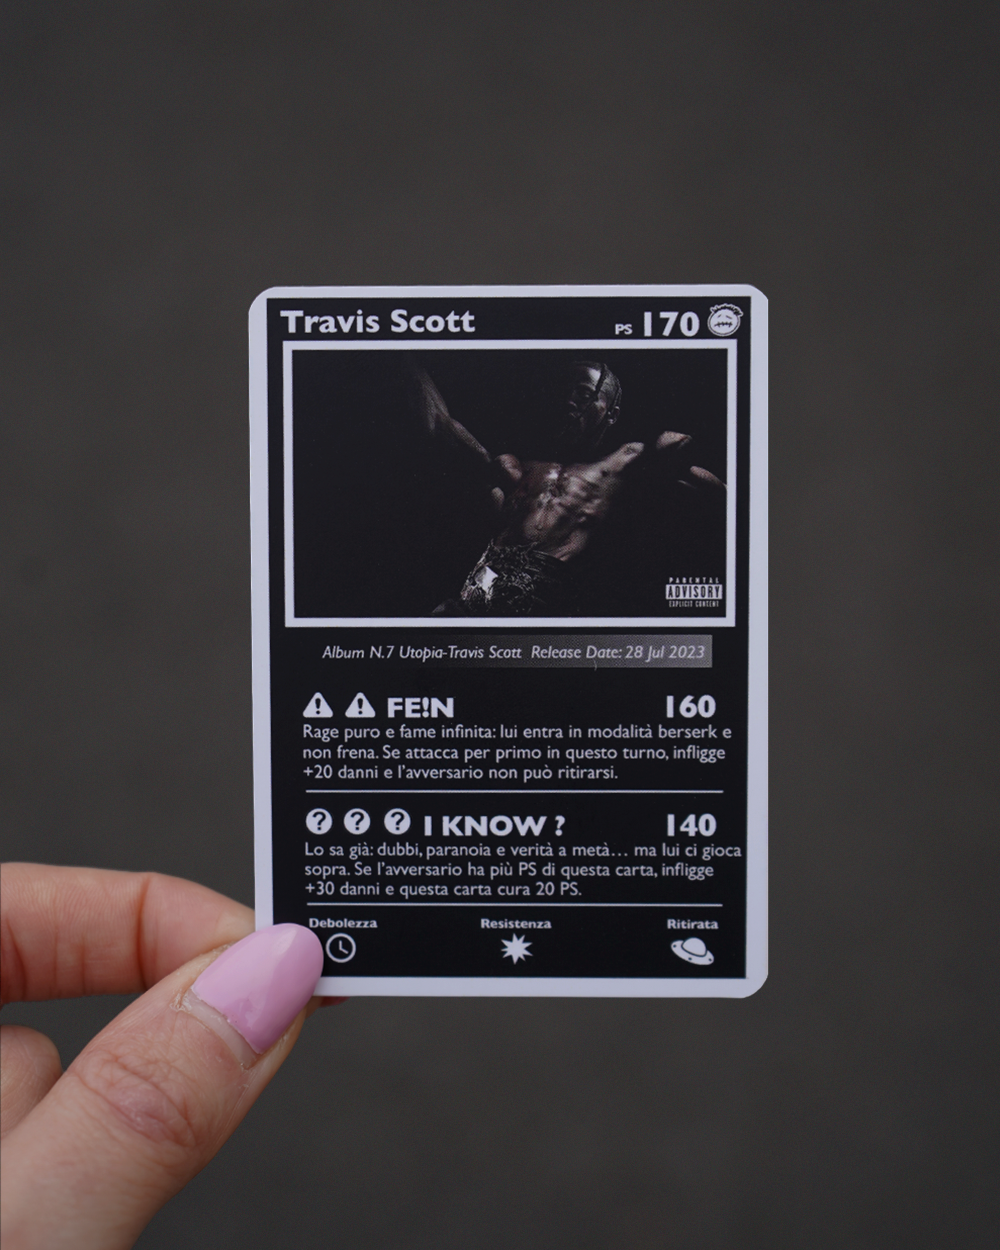 Travis Scott PS 170
PARENTAL
ADVISORY
EXPLICIT CONTENT
Album N.7 Utopia-Travis Scott Release Date: 28 Jul 2023
FE!N 160
Rage puro e fame infinita: lui entra in modalità berserk e
non frena. Se attacca per primo in questo turno, infligge
+20 danni e l’avversario non può ritirarsi.
? ? ? I KNOW ? 140
Lo sa già: dubbi, paranoia e verità a metà… ma lui ci gioca
sopra. Se l’avversario ha più PS di questa carta, infligge
+30 danni e questa carta cura 20 PS.
Debolezza Resistenza Ritirata